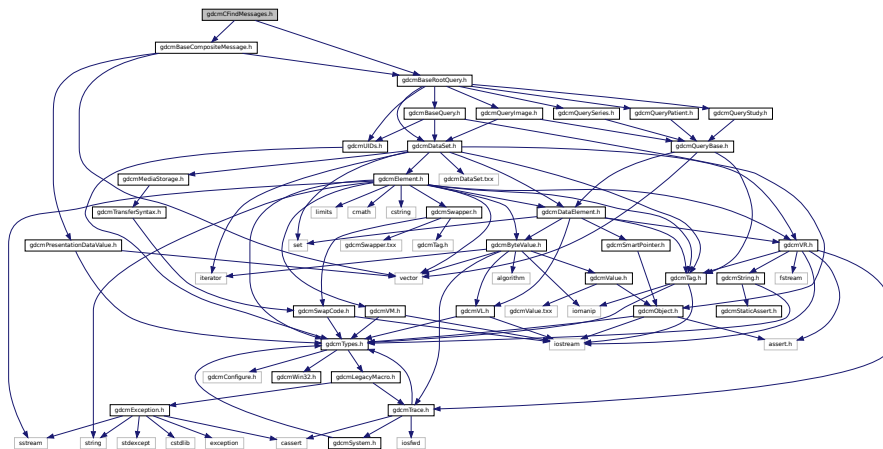 gdcmCFindMessages.h
gdcmBaseCompositeMessage.h
gdcmBaseRootQuery.h
gdcmBaseQuery.h
gdcmQueryImage.h
gdcmQuerySeries.h
gdcmQueryPatient.h
gdcmQueryStudy.h
gdcmUIDs.h
gdcmDataSet.h
gdcmQueryBase.h
gdcmMediaStorage.h
gdcmElement.h
gdcmDataSet.txx
gdcmTransferSyntax.h
limits
cmath
cstring
gdcmSwapper.h
gdcmDataElement.h
gdcmPresentationDataValue.h
set
gdcmSwapper.txx
gdcmTag.h
gdcmByteValue.h
gdcmSmartPointer.h
gdcmVR.h
iterator
vector
algorithm
gdcmValue.h
gdcmTag.h
gdcmString.h
fstream
gdcmSwapCode.h
gdcmVM.h
gdcmVL.h
gdcmValue.txx
iomanip
gdcmObject.h
gdcmStaticAssert.h
gdcmTypes.h
iostream
assert.h
gdcmConfigure.h
gdcmWin32.h
gdcmLegacyMacro.h
gdcmException.h
gdcmTrace.h
sstream
string
stdexcept
cstdlib
exception
cassert
gdcmSystem.h
iosfwd